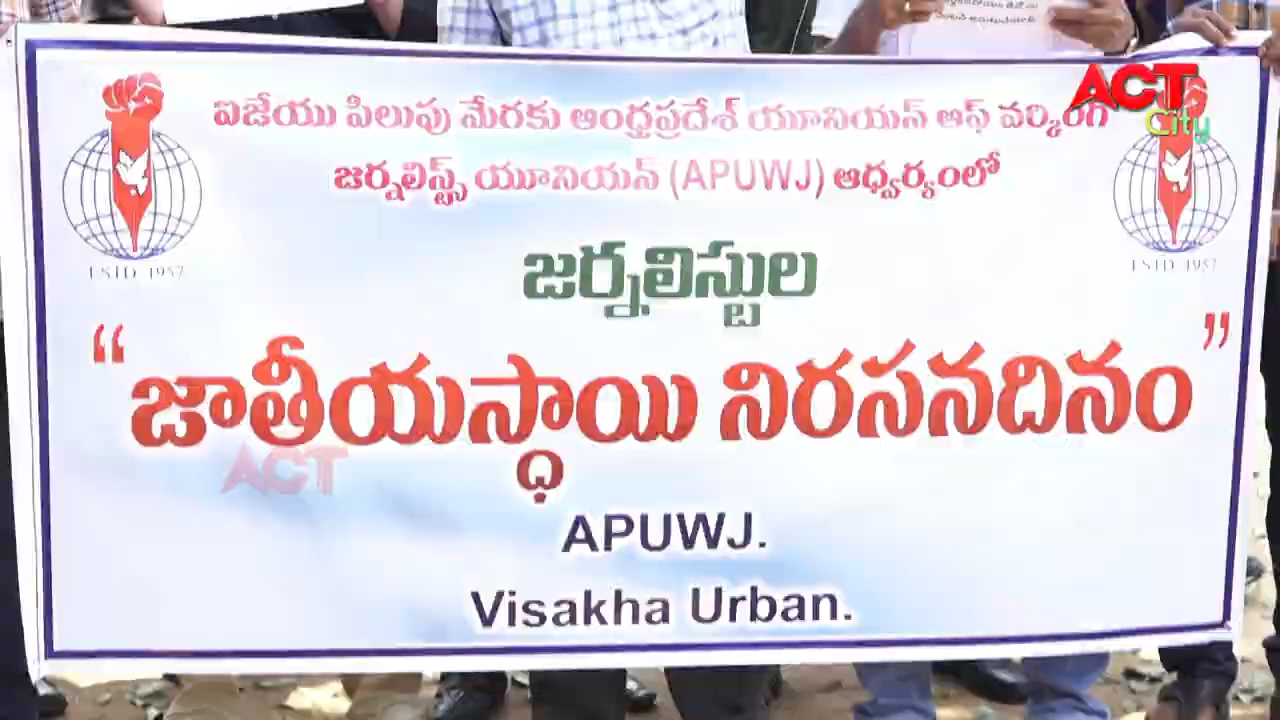 ఐజేయు పిలుపు మేరకు ఆంధ్రప్రదేశ్ యూనియన్ ఆఫ్ వర్కింగ్
జర్నలిస్ట్స్ యూనియన్ (APUWJ) ఆధ్వర్యంలో
ESTD 1957
ESTD 1957
జర్నలిస్టుల
“జాతీయస్ధాయి నిరసనదినం”
APUWJ.
Visakha Urban.
ACT
City
ACT